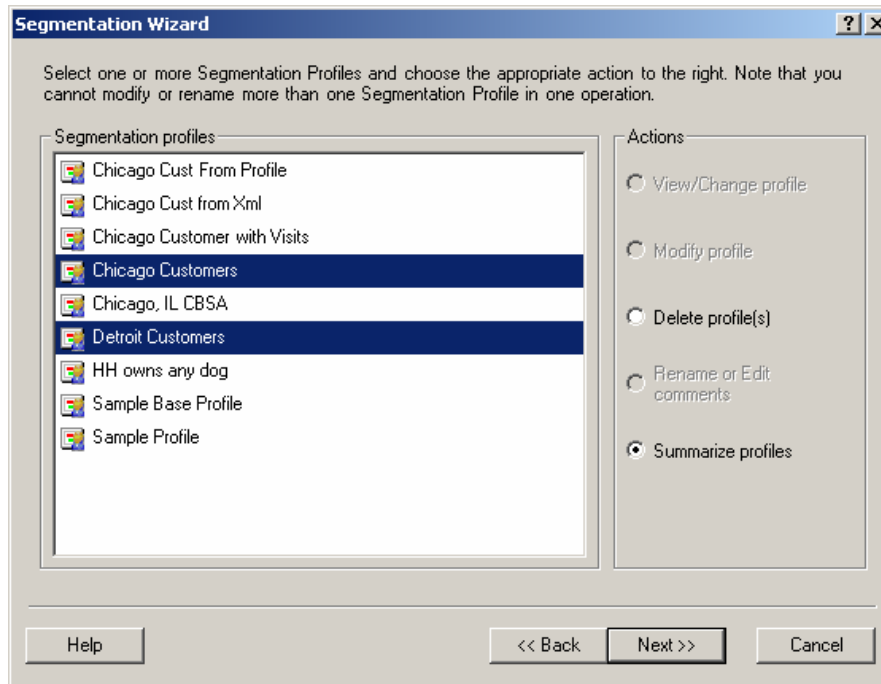 Segmentation Wizard
Select one or more Segmentation Profiles and choose the appropriate action to the right. Note that you
cannot modify or rename more than one Segmentation Profile in one operation.
Segmentation profiles
Chicago Cust From Profile
Chicago Cust from Xml
Chicago Customer with Visits
Chicago Customers
Chicago, IL CBSA
Detroit Customers
HH owns any dog
Sample Base Profile
Sample Profile
Actions
View/Change profile
Modify profile
Delete profile(s)
Rename or Edit
comments
Summarize profiles
Help
<< Back
Next >>
Cancel